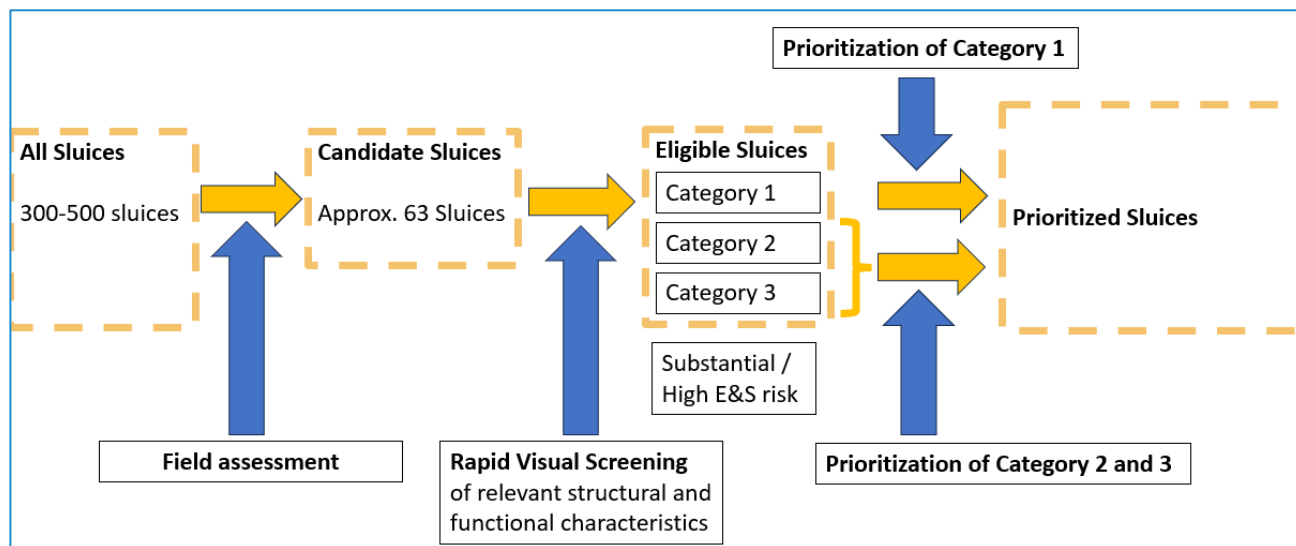 Prioritization of Category 1
All Sluices
300-500 sluices
Candidate Sluices
Approx. 63 Sluices
Eligible Sluices
Category 1
Category 2
Category 3
Prioritized Sluices
Substantial /
High E&S risk
Field assessment
Rapid Visual Screening
of relevant structural and
functional characteristics
Prioritization of Category 2 and 3